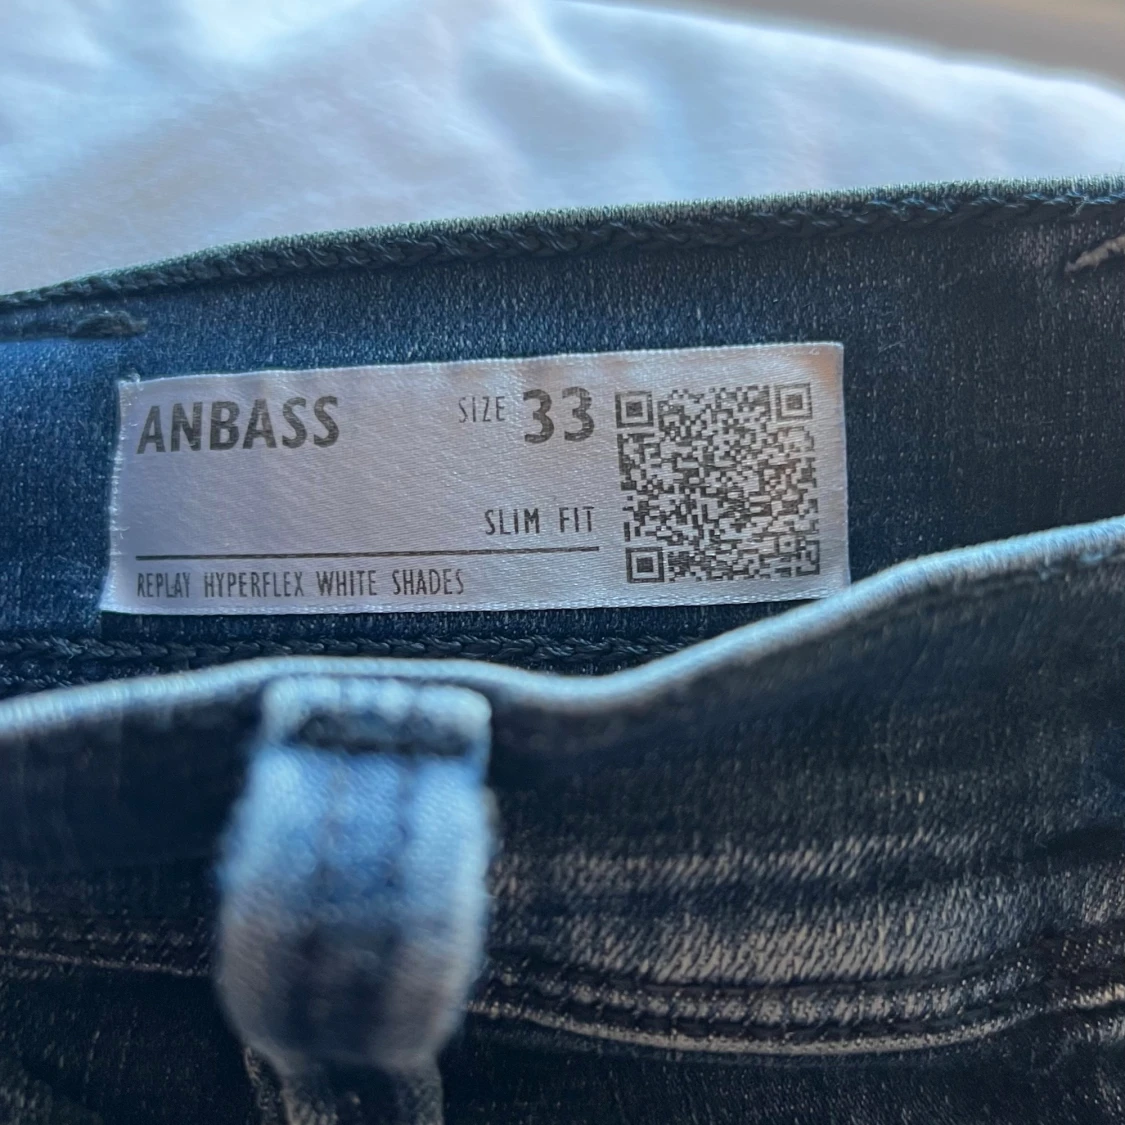 ANBASS
SIZE 33
SLIM FIT
REPLAY HYPERFLEX WHITE SHADES